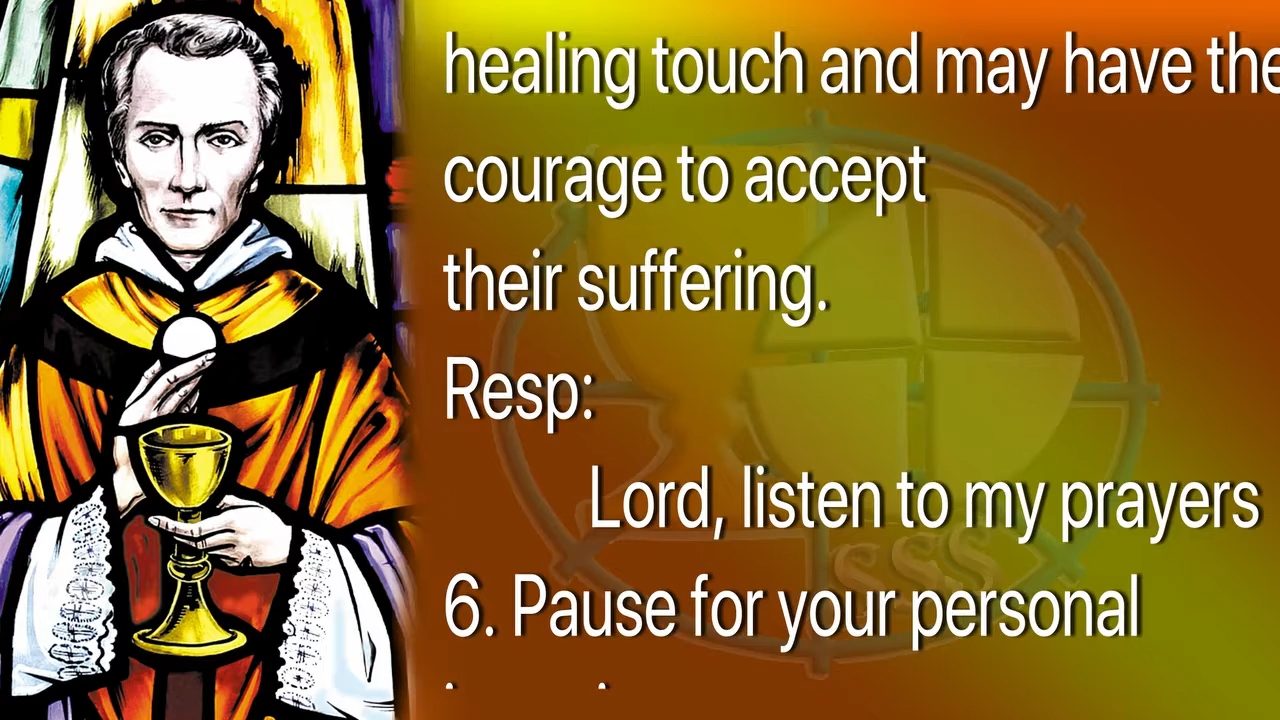 healing touch and may have the
courage to accept
their suffering.
Resp:
Lord, listen to my prayers
6. Pause for your personal
SSS